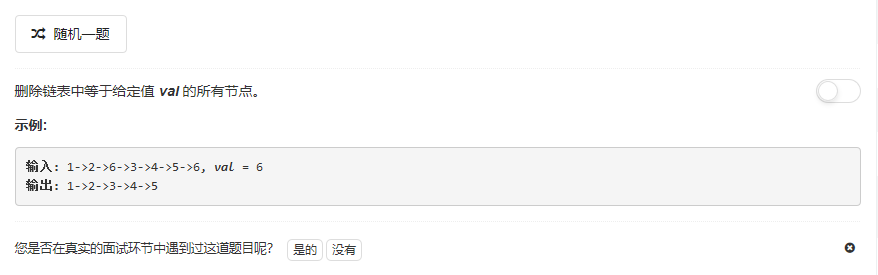 随机一题
删除链表中等于给定值 val 的所有节点。
示例:
输入: 1->2->6->3->4->5->6, val = 6
输出: 1->2->3->4->5
您是否在真实的面试环节中遇到过这道题目呢? 是的 没有